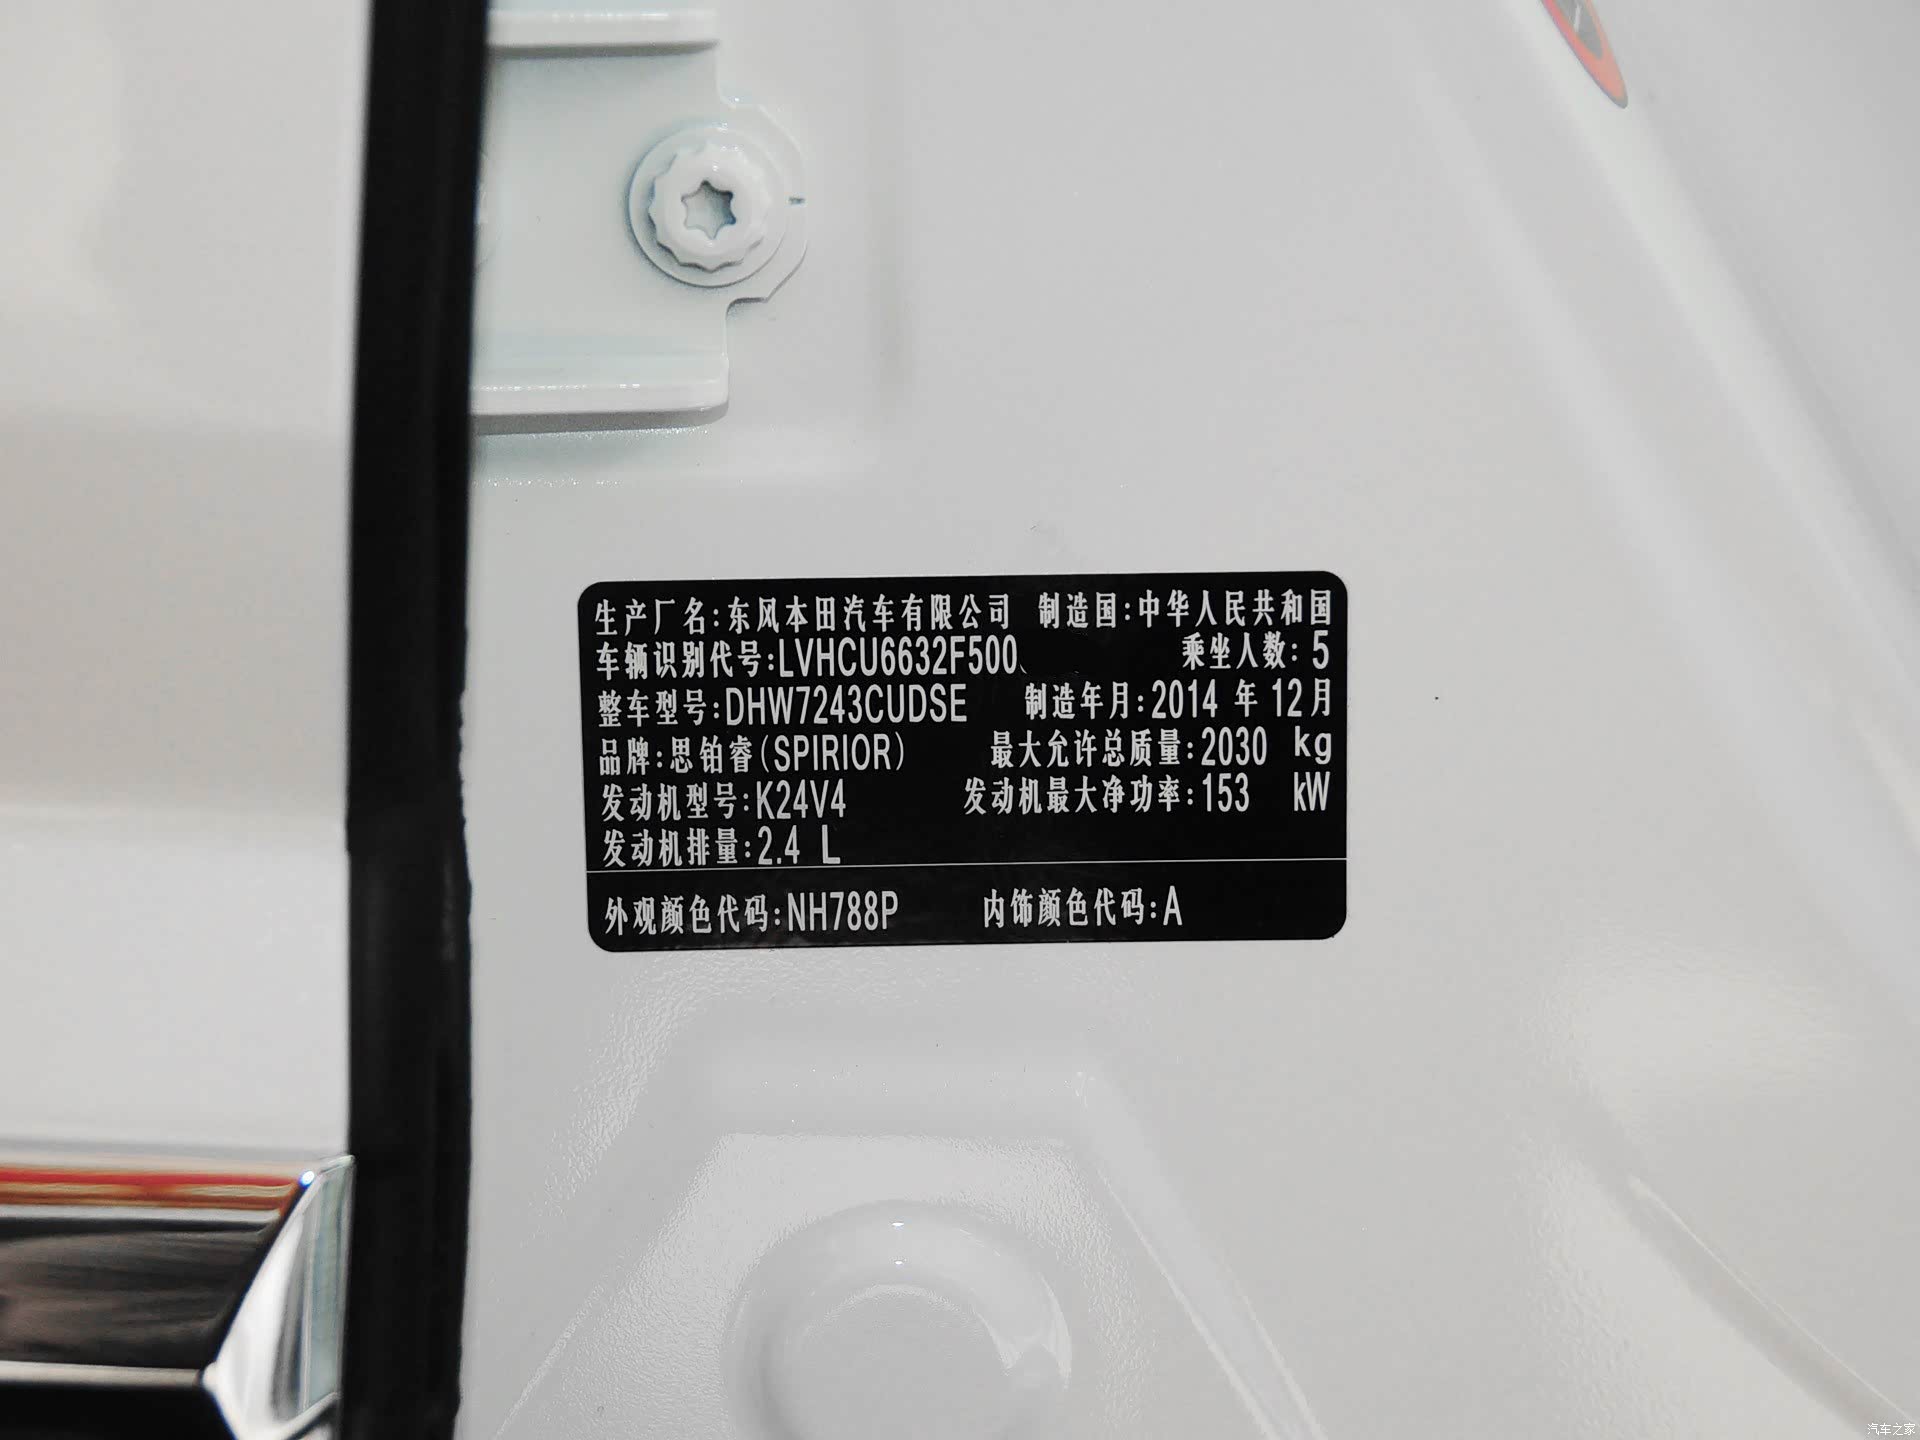 生产厂名:东风本田汽车有限公司 制造国:中华人民共和国
车辆识别代号:LVHCU6632F500 乘坐人数:5
整车型号:DHW7243CUDSE 制造年月:2014 年 12月
品牌:思铂睿(SPIRIOR) 最大允许总质量:2030 kg
发动机型号:K24V4 发动机最大净功率:153 kW
发动机排量:2.4 L
外观颜色代码:NH788P 内饰颜色代码:A
汽车之家